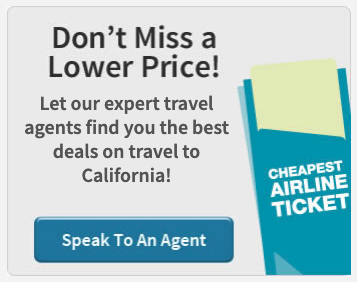 Don't Miss a
Lower Price!
Let our expert travel
agents find you the best
deals on travel to
California!
CHEAPEST
AIRLINE
TICKET
Speak To An Agent